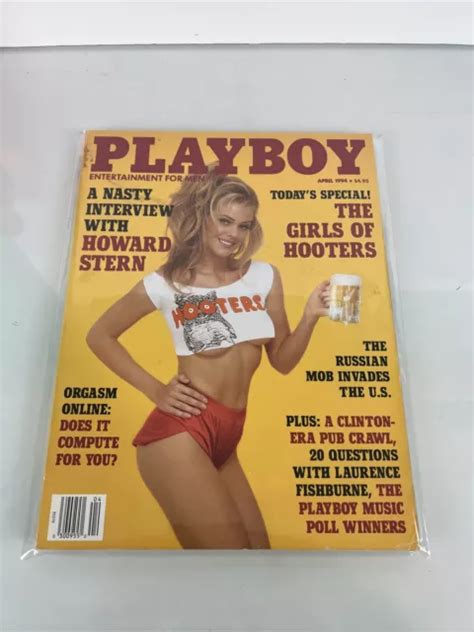 PLAYBOY
ENTERTAINMENT FOR MEN
APRIL 1994 • $4.95
A NASTY
INTERVIEW
WITH
HOWARD
STERN
TODAY'S SPECIAL!
THE
GIRLS OF
HOOTERS
HOOTERS
THE
RUSSIAN
MOB INVADES
THE U.S.
ORGASM
ONLINE:
DOES IT
COMPUTE
FOR YOU?
PLUS: A CLINTON-
ERA PUB CRAWL,
20 QUESTIONS
WITH LAURENCE
FISHBURNE, THE
PLAYBOY MUSIC
POLL WINNERS
04